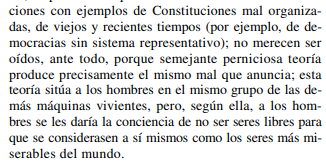 ciones con ejemplos de Constituciones mal organiza-
das, de viejos y recientes tiempos (por ejemplo, de de-
mocracias sin sistema representativo); no merecen ser
oídos, ante todo, porque semejante perniciosa teoría
produce precisamente el mismo mal que anuncia; esta
teoría sitúa a los hombres en el mismo grupo de las de-
más máquinas vivientes, pero, según ella, a los hom-
bres se les daría la conciencia de no ser seres libres para
que se considerasen a sí mismos como los seres más mi-
serables del mundo.